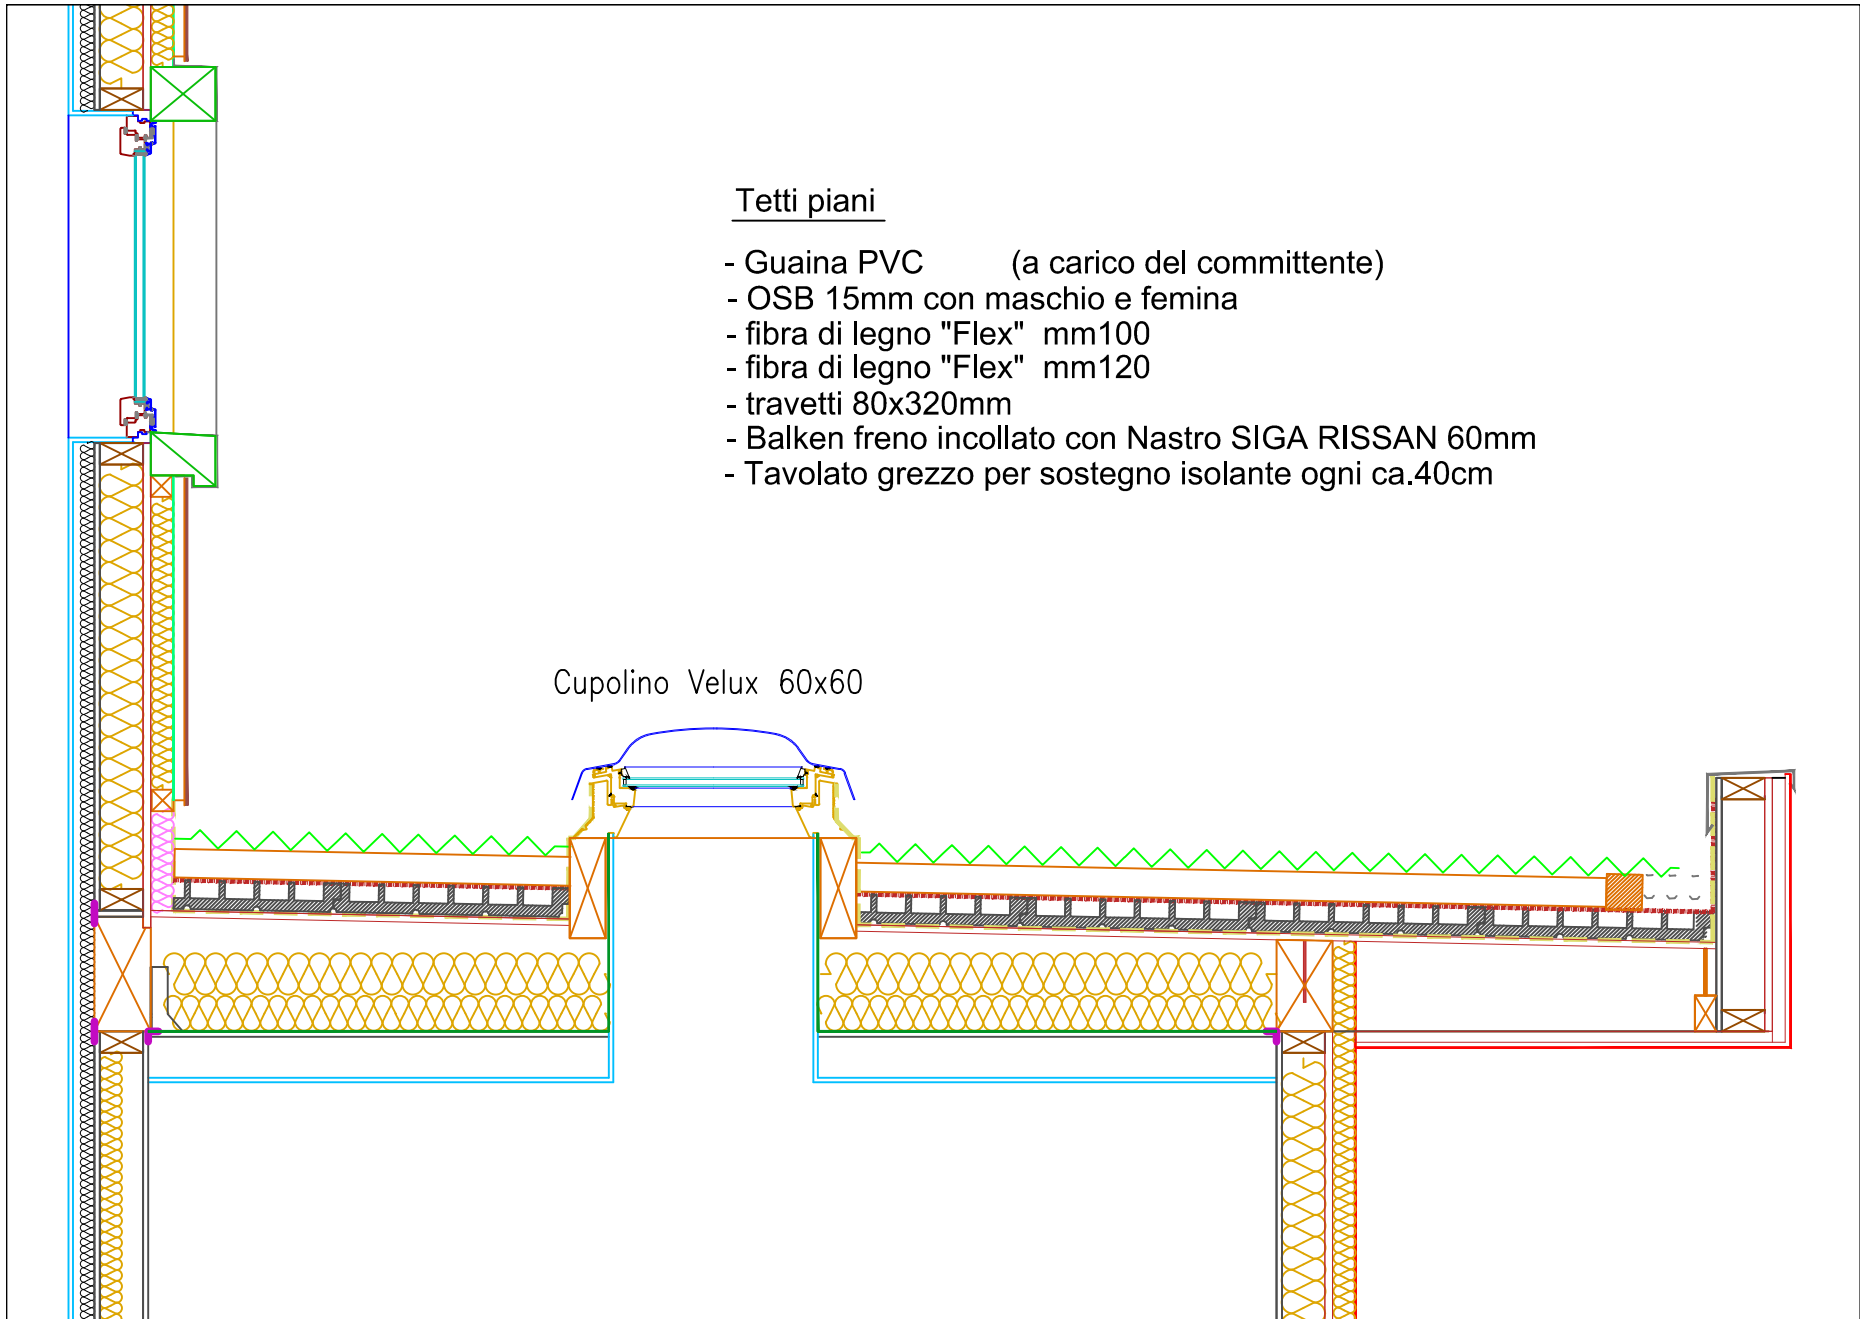 Tetti piani
- Guaina PVC (a carico del committente)
- OSB 15mm con maschio e femina
- fibra di legno "Flex" mm100
- fibra di legno "Flex" mm120
- travetti 80x320mm
- Balken freno incollato con Nastro SIGA RISSAN 60mm
- Tavolato grezzo per sostegno isolante ogni ca.40cm
Cupolino Velux 60x60